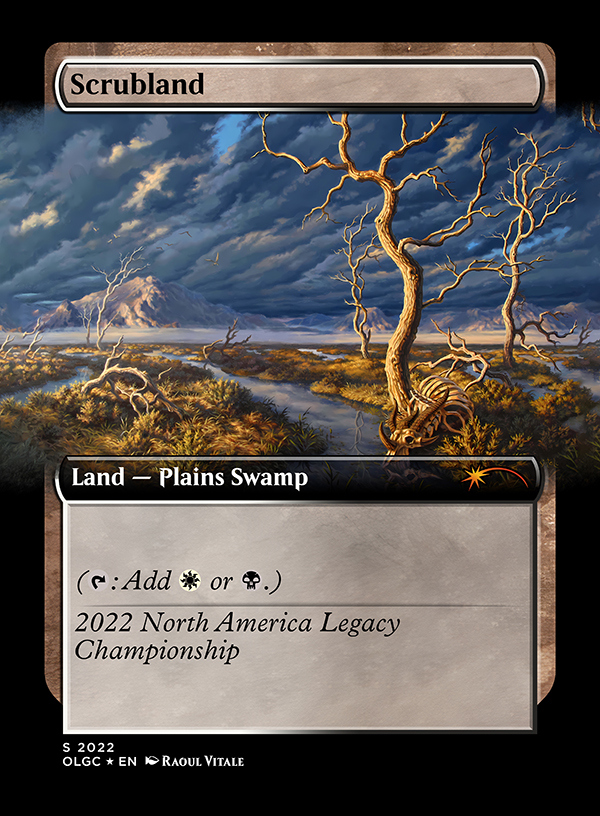 Scrubland
Land — Plains Swamp
(: Add or .)
2022 North America Legacy
Championship
S 2022
OLGC ★ EN Raoul Vitale